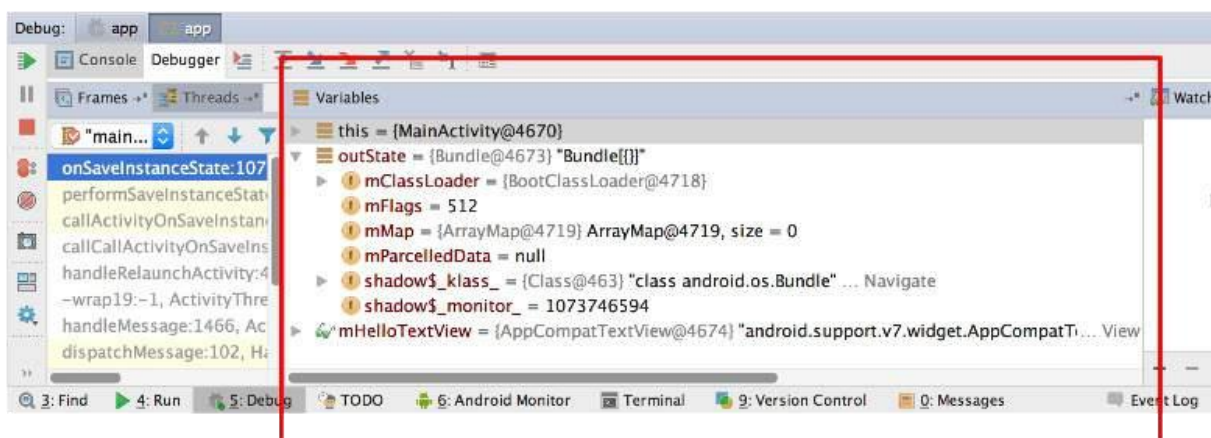 Debug: app app
Console Debugger
Frames Threads
"main...
onSaveInstanceState:107
performSaveInstanceStat
callActivityOnSaveInstan
callCallActivityOnSaveIns
handleRelaunchActivity:4
-wrap19:-1, ActivityThre
handleMessage:1466, Ac
dispatchMessage:102, Ha
Variables
this = {MainActivity@4670}
outState = {Bundle@4673} "Bundle[{}]"
mClassLoader = {BootClassLoader@4718}
mFlags = 512
mMap = {ArrayMap@4719} ArrayMap@4719, size = 0
mParcelledData = null
shadow$_klass_ = {Class@463} "class android.os.Bundle" ... Navigate
shadow$_monitor_ = 1073746594
mHelloTextView = {AppCompatTextView@4674} "android.support.v7.widget.AppCompatT... View
Watch
3: Find 4: Run 5: Debug TODO 6: Android Monitor Terminal 9: Version Control 0: Messages Event Log